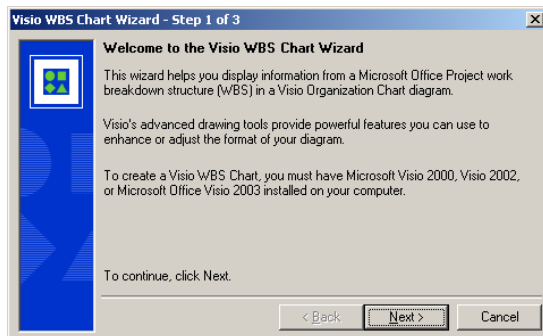 Visio WBS Chart Wizard - Step 1 of 3
Welcome to the Visio WBS Chart Wizard
This wizard helps you display information from a Microsoft Office Project work
breakdown structure (WBS) in a Visio Organization Chart diagram.
Visio's advanced drawing tools provide powerful features you can use to
enhance or adjust the format of your diagram.
To create a Visio WBS Chart, you must have Microsoft Visio 2000, Visio 2002,
or Microsoft Office Visio 2003 installed on your computer.
To continue, click Next.
< Back Next > Cancel